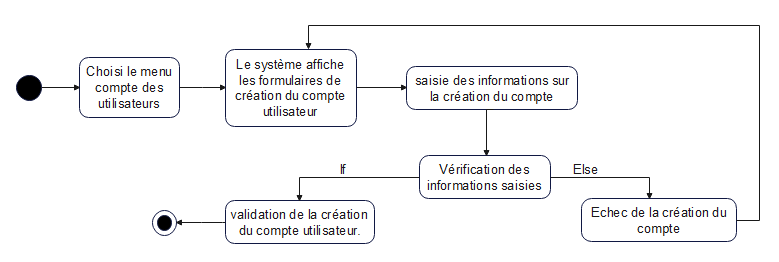 Choisi le menu
compte des
utilisateurs
Le système affiche
les formulaires de
création du compte
utilisateur
saisie des informations sur
la création du compte
Vérification des
informations saisies
If
Else
validation de la création
du compte utilisateur.
Echec de la création du
compte